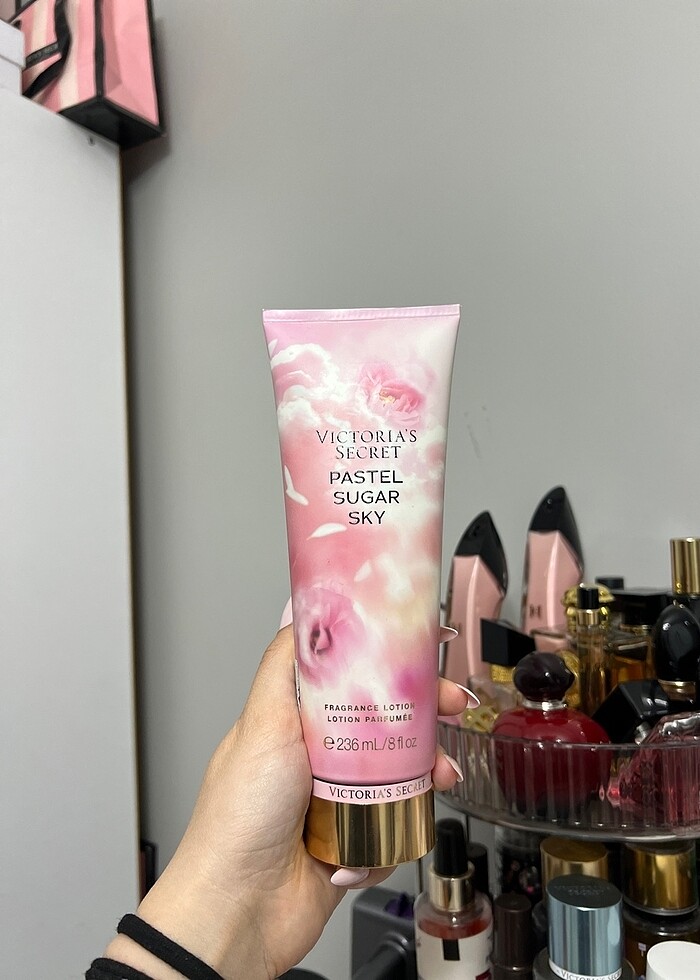 VICTORIA'S
SECRET
PASTEL
SUGAR
SKY
FRAGRANCE LOTION
LOTION PARFUMÉE
℮ 236 mL/8 fl oz
VICTORIA'S SECRET